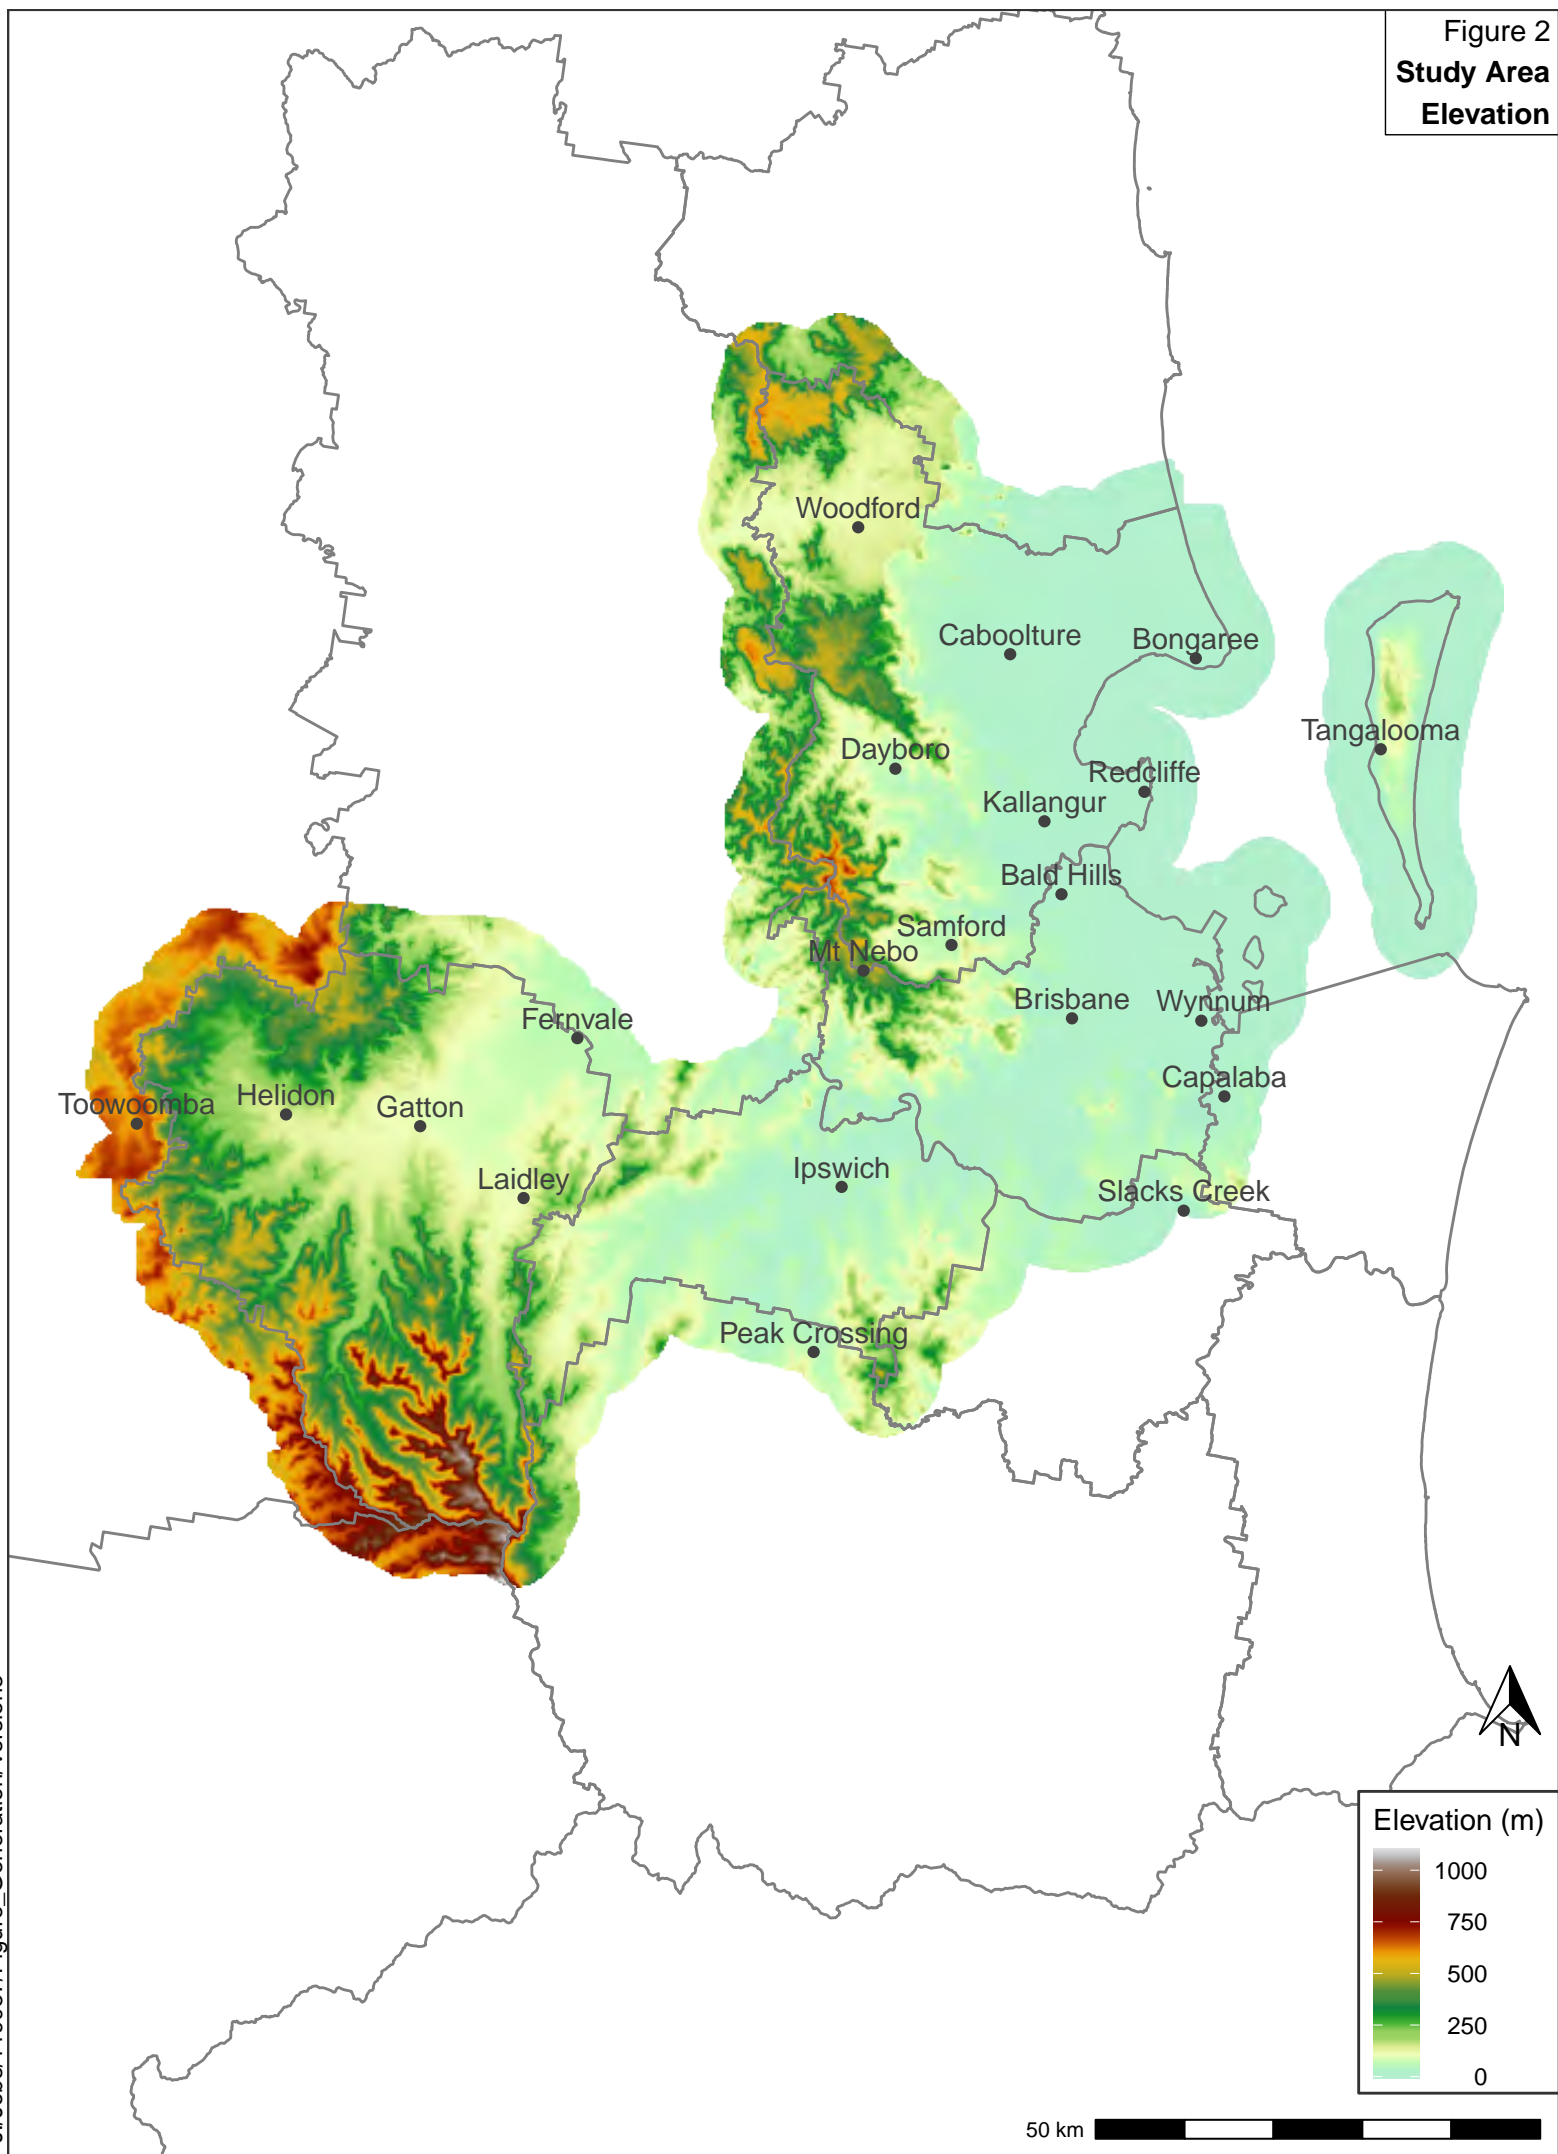 Figure 2
Study Area
Elevation
Woodford
Caboolture
Bongaree
Tangalooma
Dayboro
Redcliffe
Kallangur
Bald Hills
Samford
Mt Nebo
Brisbane
Wynnum
Fernvale
Capalaba
Toowoomba
Helidon
Gatton
Ipswich
Laidley
Slacks Creek
Peak Crossing
N
Elevation (m)
1000
750
500
250
0
50 km